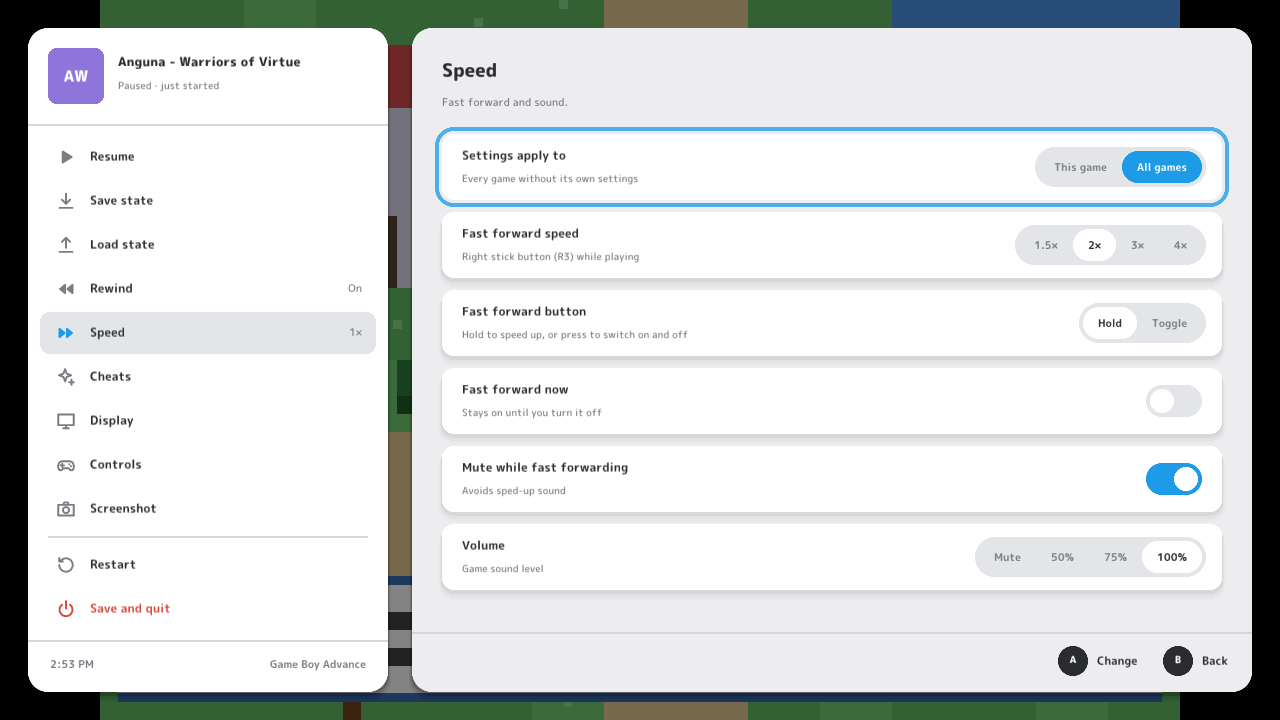 AW
Anguna - Warriors of Virtue
Paused · just started
Resume
Save state
Load state
Rewind On
Speed 1×
Cheats
Display
Controls
Screenshot
Restart
Save and quit
2:53 PM Game Boy Advance
Speed
Fast forward and sound.
Settings apply to
Every game without its own settings
This game All games
Fast forward speed
Right stick button (R3) while playing
1.5× 2× 3× 4×
Fast forward button
Hold to speed up, or press to switch on and off
Hold Toggle
Fast forward now
Stays on until you turn it off
Mute while fast forwarding
Avoids sped-up sound
Volume
Game sound level
Mute 50% 75% 100%
A Change B Back